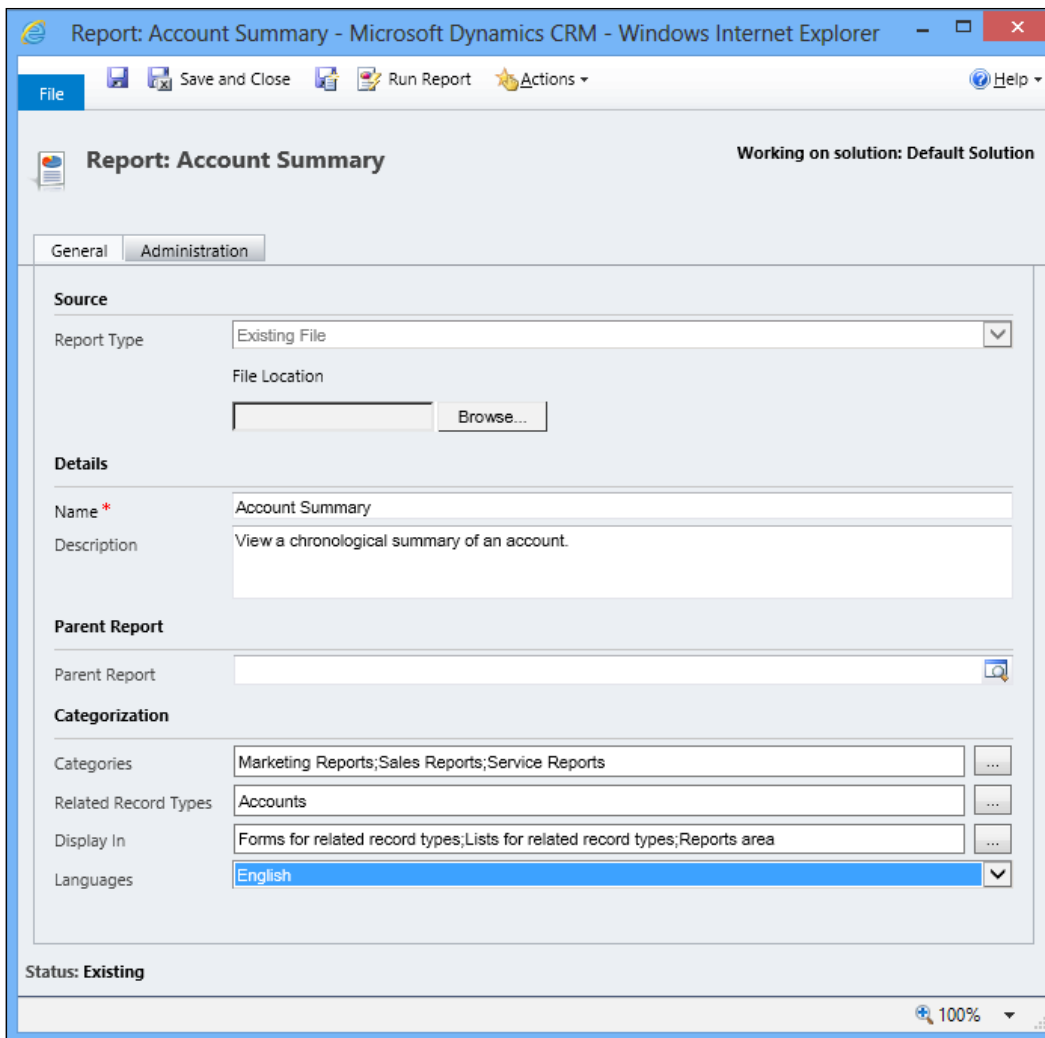 Report: Account Summary - Microsoft Dynamics CRM - Windows Internet Explorer
File Save and Close Run Report Actions Help
Report: Account Summary Working on solution: Default Solution
General Administration
Source
Report Type Existing File
File Location
Browse...
Details
Name * Account Summary
Description View a chronological summary of an account.
Parent Report
Parent Report
Categorization
Categories Marketing Reports;Sales Reports;Service Reports ...
Related Record Types Accounts ...
Display In Forms for related record types;Lists for related record types;Reports area ...
Languages English
Status: Existing
100%